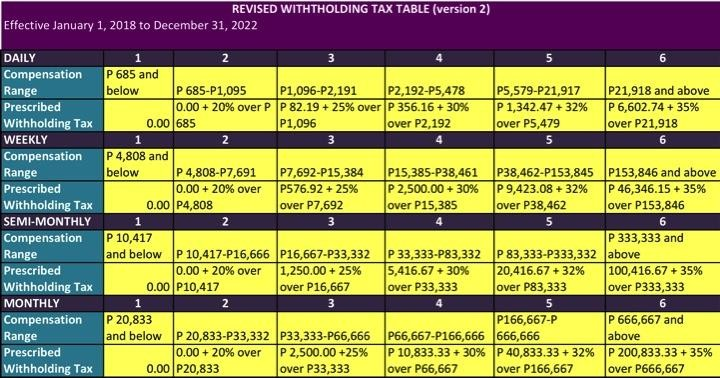 REVISED WITHTHOLDING TAX TABLE (version 2)
Effective January 1, 2018 to December 31, 2022
DAILY 1 2 3 4 5 6
Compensation Range P 685 and below P 685-P1,095 P1,096-P2,191 P2,192-P5,478 P5,579-P21,917 P21,918 and above
Prescribed Withholding Tax 0.00 0.00 + 20% over P 685 P 82.19 + 25% over P1,096 P 356.16 + 30% over P2,192 P 1,342.47 + 32% over P5,479 P 6,602.74 + 35% over P21,918
WEEKLY 1 2 3 4 5 6
Compensation Range P 4,808 and below P 4,808-P7,691 P7,692-P15,384 P15,385-P38,461 P38,462-P153,845 P153,846 and above
Prescribed Withholding Tax 0.00 0.00 + 20% over P4,808 P576.92 + 25% over P7,692 P 2,500.00 + 30% over P15,385 P 9,423.08 + 32% over P38,462 P 46,346.15 + 35% over P153,846
SEMI-MONTHLY 1 2 3 4 5 6
Compensation Range P 10,417 and below P 10,417-P16,666 P16,667-P33,332 P 33,333-P83,332 P 83,333-P333,332 P 333,333 and above
Prescribed Withholding Tax 0.00 0.00 + 20% over P10,417 1,250.00 + 25% over P16,667 5,416.67 + 30% over P33,333 20,416.67 + 32% over P83,333 100,416.67 + 35% over P333,333
MONTHLY 1 2 3 4 5 6
Compensation Range P 20,833 and below P 20,833-P33,332 P33,333-P66,666 P66,667-P166,666 P166,667-P 666,666 P 666,667 and above
Prescribed Withholding Tax 0.00 0.00 + 20% over P20,833 P 2,500.00 +25% over P33,333 P 10,833.33 + 30% over P66,667 P 40,833.33 + 32% over P166,667 P 200,833.33 + 35% over P666,667